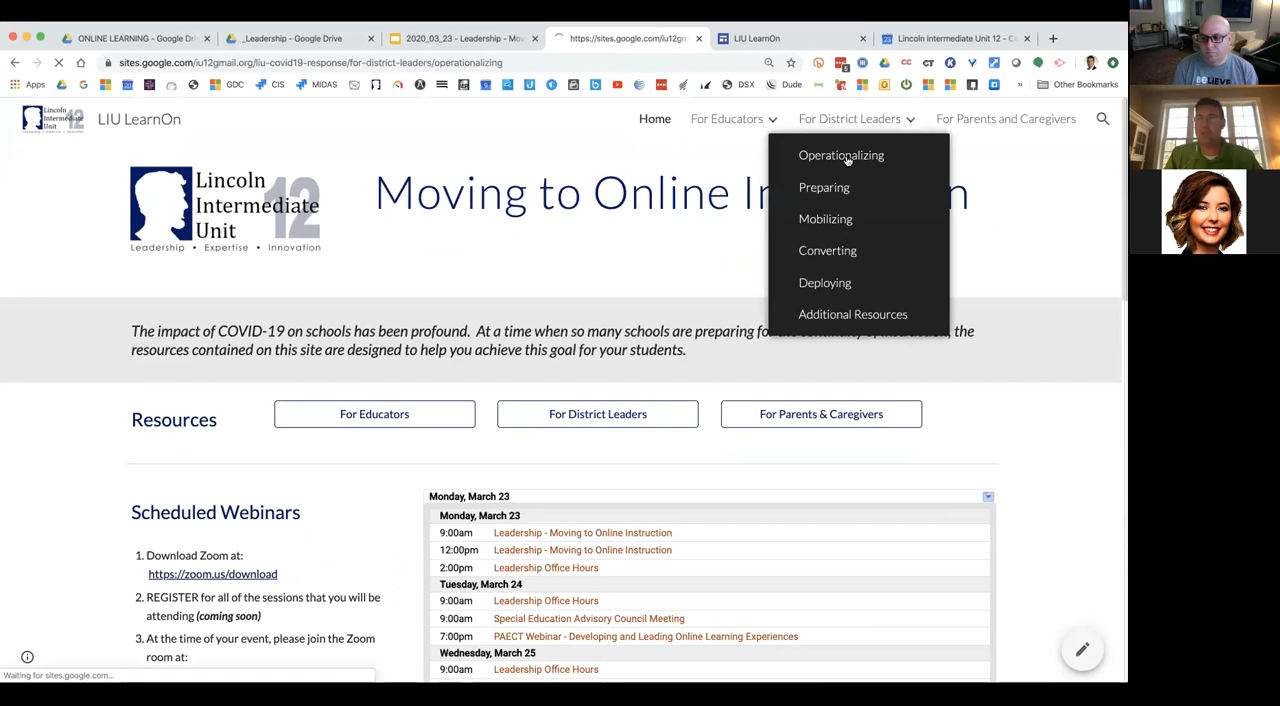 ONLINE LEARNING - Google Dri
_Leadership - Google Drive
2020_03_23 - Leadership - Mov
https://sites.google.com/iu12gm
LIU LearnOn
Lincoln Intermediate Unit 12 - Ca
sites.google.com/iu12gmail.org/liu-covid19-response/for-district-leaders/operationalizing
Apps
GDC
CIS
MIDAS
DSX
Dude
Other Bookmarks
Lincoln Intermediate Unit 12
LIU LearnOn
Home
For Educators
For District Leaders
For Parents and Caregivers
Operationalizing
Preparing
Mobilizing
Converting
Deploying
Additional Resources
Lincoln
Intermediate
Unit 12
Leadership • Expertise • Innovation
Moving to Online In n
The impact of COVID-19 on schools has been profound. At a time when so many schools are preparing fo the
resources contained on this site are designed to help you achieve this goal for your students.
Resources
For Educators
For District Leaders
For Parents & Caregivers
Scheduled Webinars
1. Download Zoom at:
https://zoom.us/download
2. REGISTER for all of the sessions that you will be
attending (coming soon)
3. At the time of your event, please join the Zoom
room at:
Monday, March 23
Monday, March 23
9:00am Leadership - Moving to Online Instruction
12:00pm Leadership - Moving to Online Instruction
2:00pm Leadership Office Hours
Tuesday, March 24
9:00am Leadership Office Hours
9:00am Special Education Advisory Council Meeting
7:00pm PAECT Webinar - Developing and Leading Online Learning Experiences
Wednesday, March 25
9:00am Leadership Office Hours
Waiting for sites.google.com...
BELIEVE